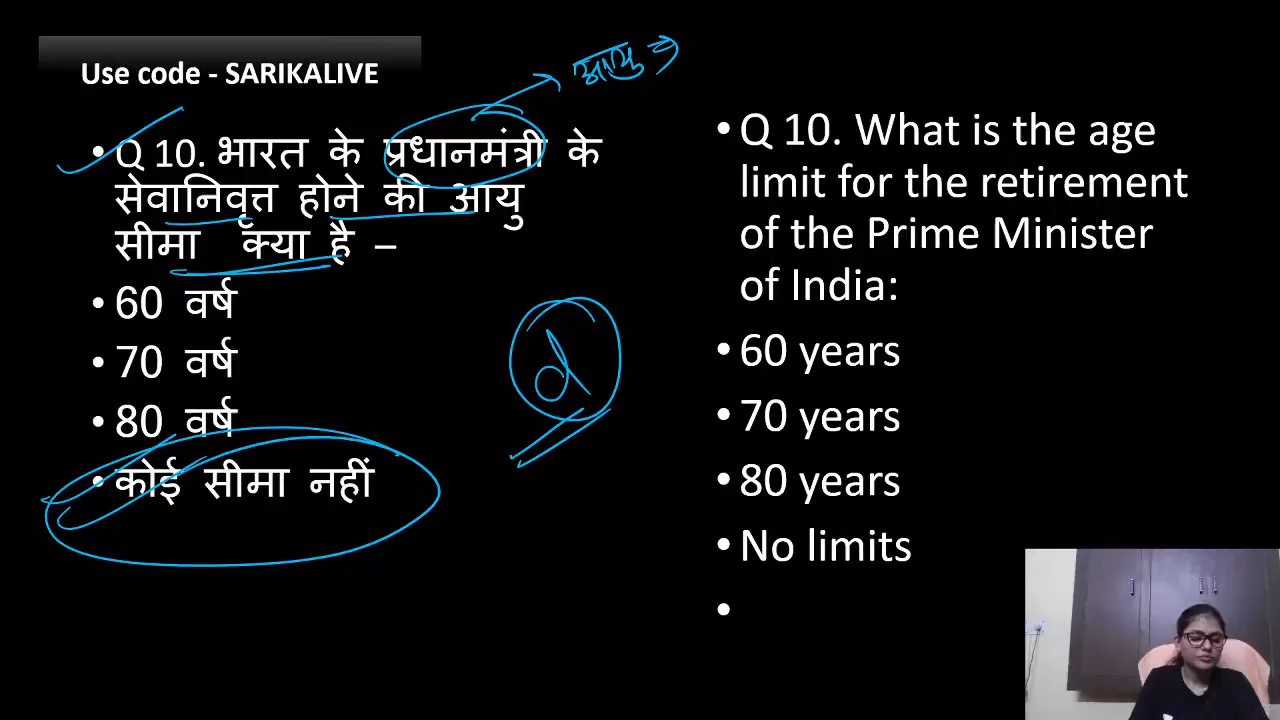 Use code - SARIKALIVE
आयु
• Q 10. भारत के प्रधानमंत्री के
सेवानिवृत्त होने की आयु
सीमा क्या है –
• 60 वर्ष
• 70 वर्ष
• 80 वर्ष
• कोई सीमा नहीं
d
• Q 10. What is the age
limit for the retirement
of the Prime Minister
of India:
• 60 years
• 70 years
• 80 years
• No limits
•